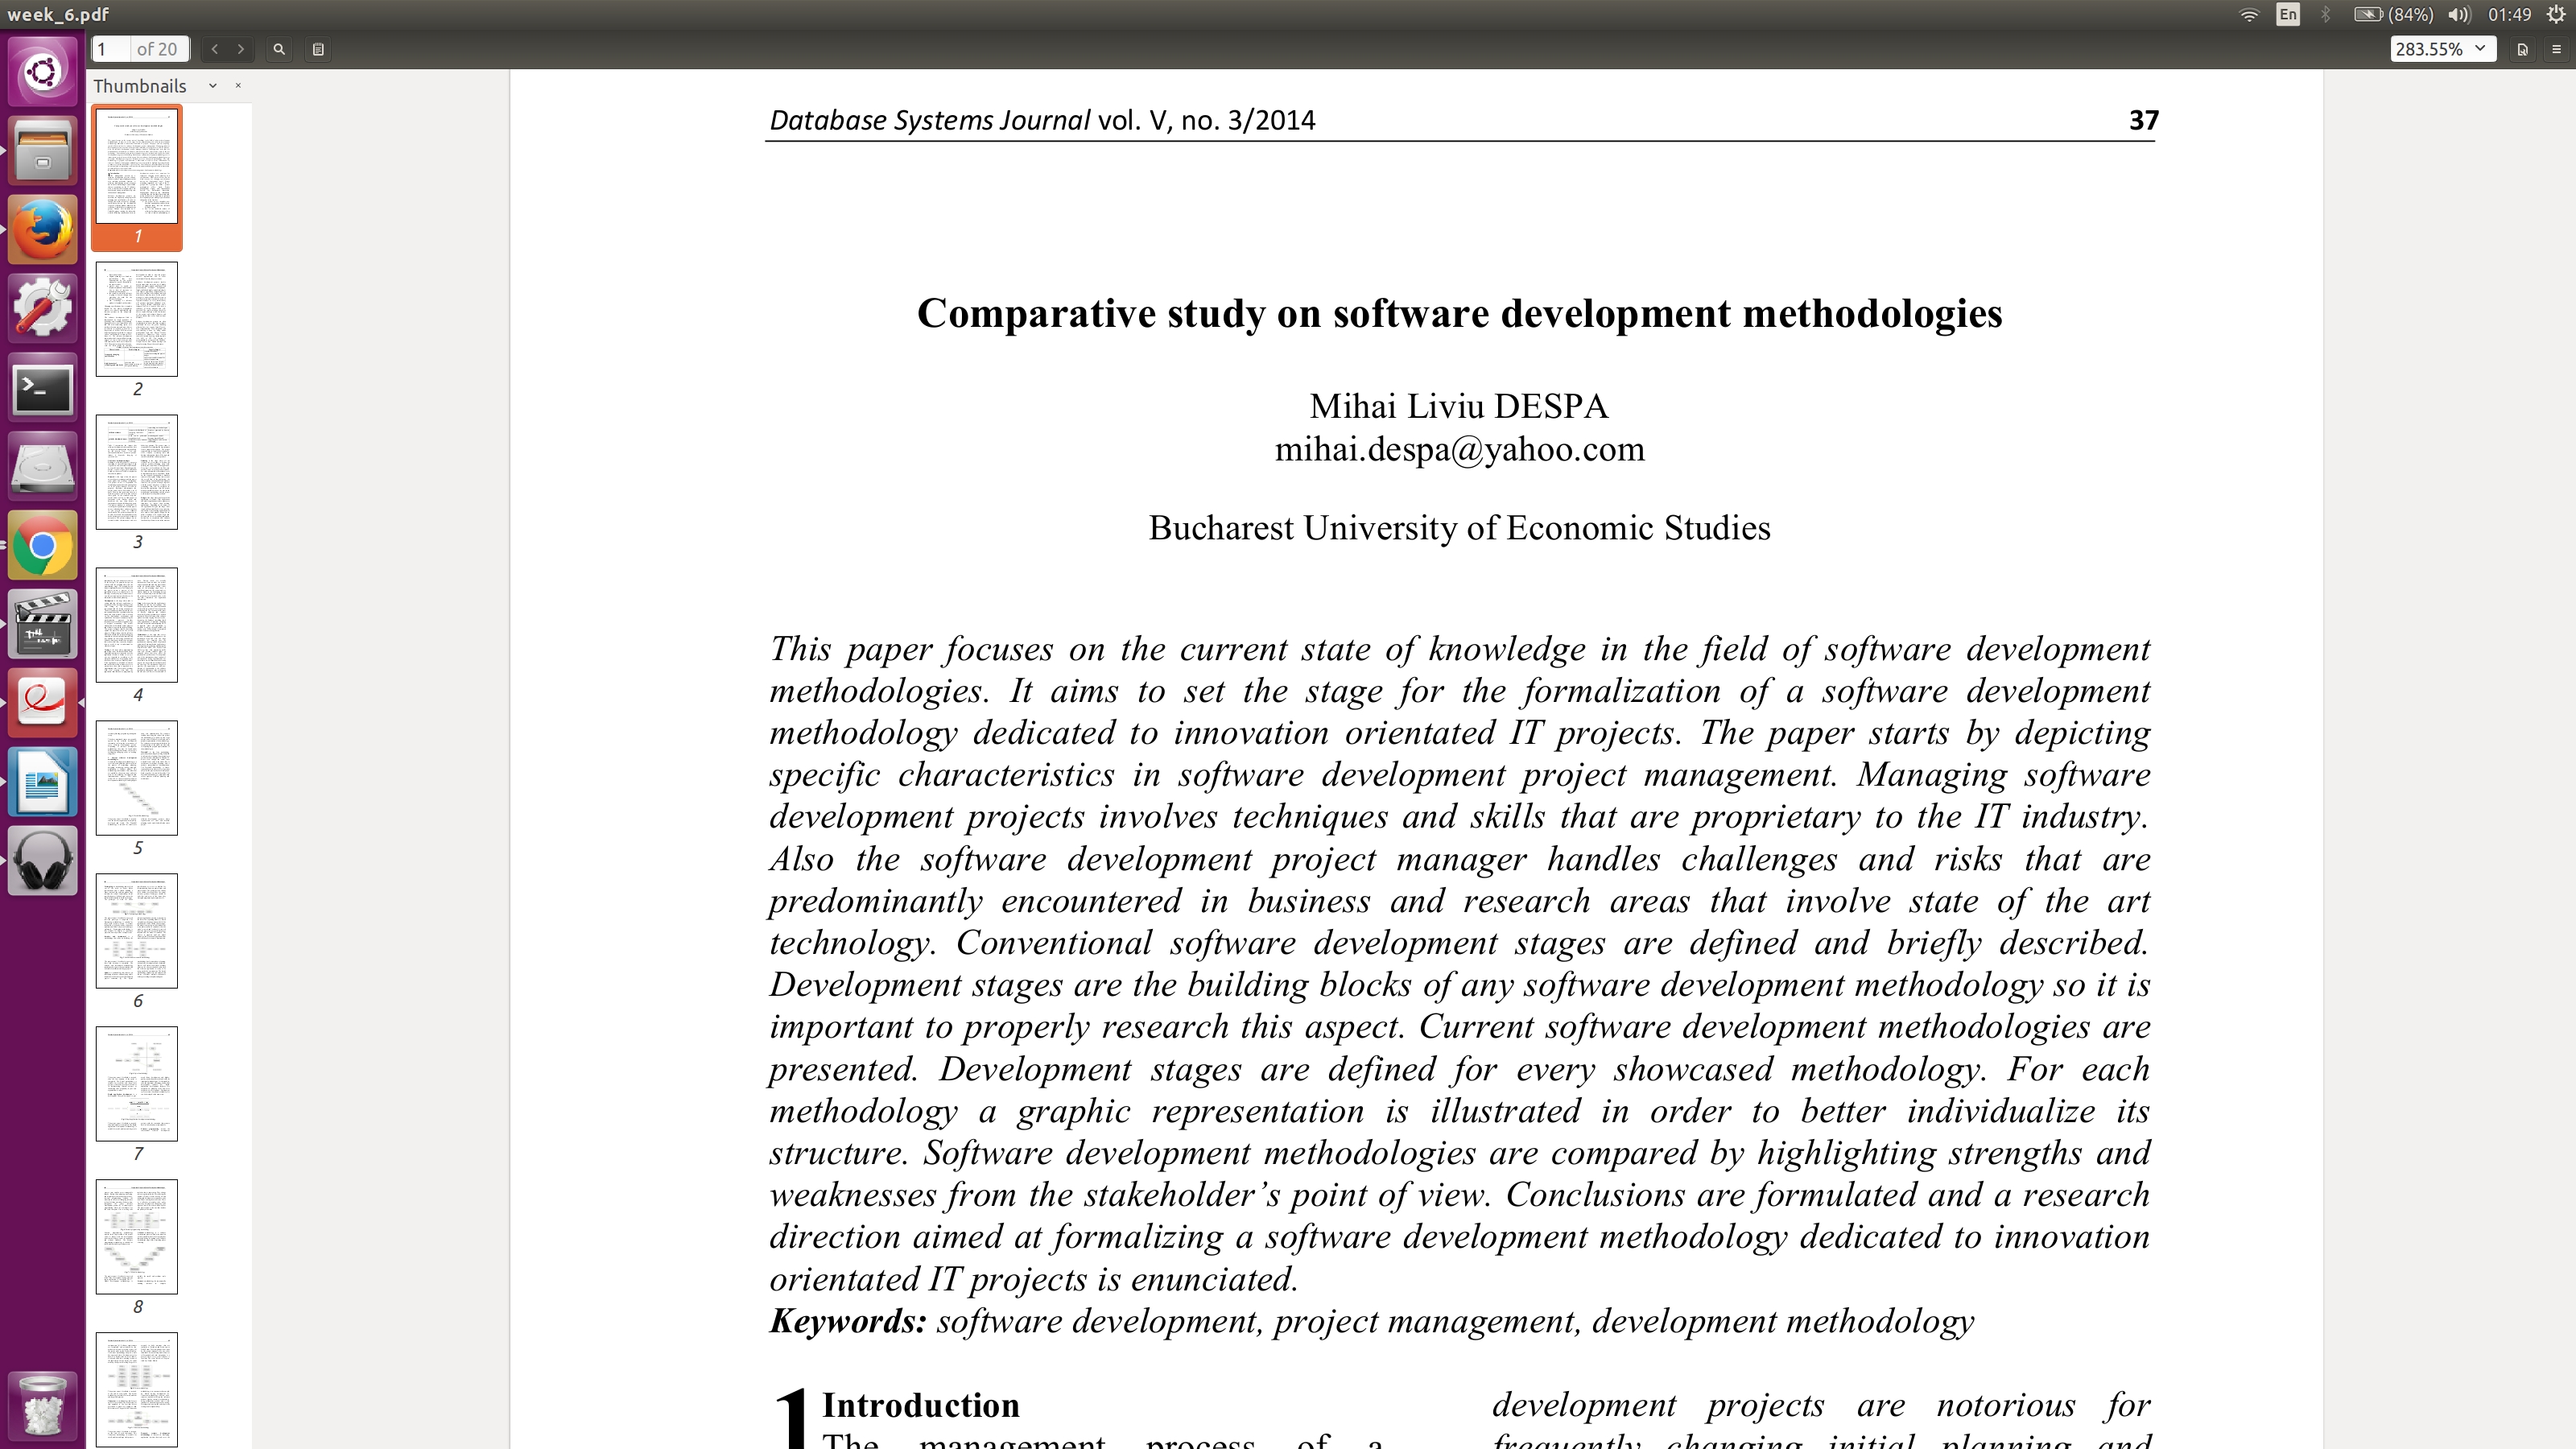 week_6.pdf
En
(84%)
01:49
1 of 20
283.55%
Thumbnails
1
2
3
4
5
6
7
8
Database Systems Journal vol. V, no. 3/2014 37
Comparative study on software development methodologies
Mihai Liviu DESPA
mihai.despa@yahoo.com
Bucharest University of Economic Studies
This paper focuses on the current state of knowledge in the field of software development
methodologies. It aims to set the stage for the formalization of a software development
methodology dedicated to innovation orientated IT projects. The paper starts by depicting
specific characteristics in software development project management. Managing software
development projects involves techniques and skills that are proprietary to the IT industry.
Also the software development project manager handles challenges and risks that are
predominantly encountered in business and research areas that involve state of the art
technology. Conventional software development stages are defined and briefly described.
Development stages are the building blocks of any software development methodology so it is
important to properly research this aspect. Current software development methodologies are
presented. Development stages are defined for every showcased methodology. For each
methodology a graphic representation is illustrated in order to better individualize its
structure. Software development methodologies are compared by highlighting strengths and
weaknesses from the stakeholder’s point of view. Conclusions are formulated and a research
direction aimed at formalizing a software development methodology dedicated to innovation
orientated IT projects is enunciated.
Keywords: software development, project management, development methodology
1 Introduction
The management process of a
development projects are notorious for
frequently changing initial planning and